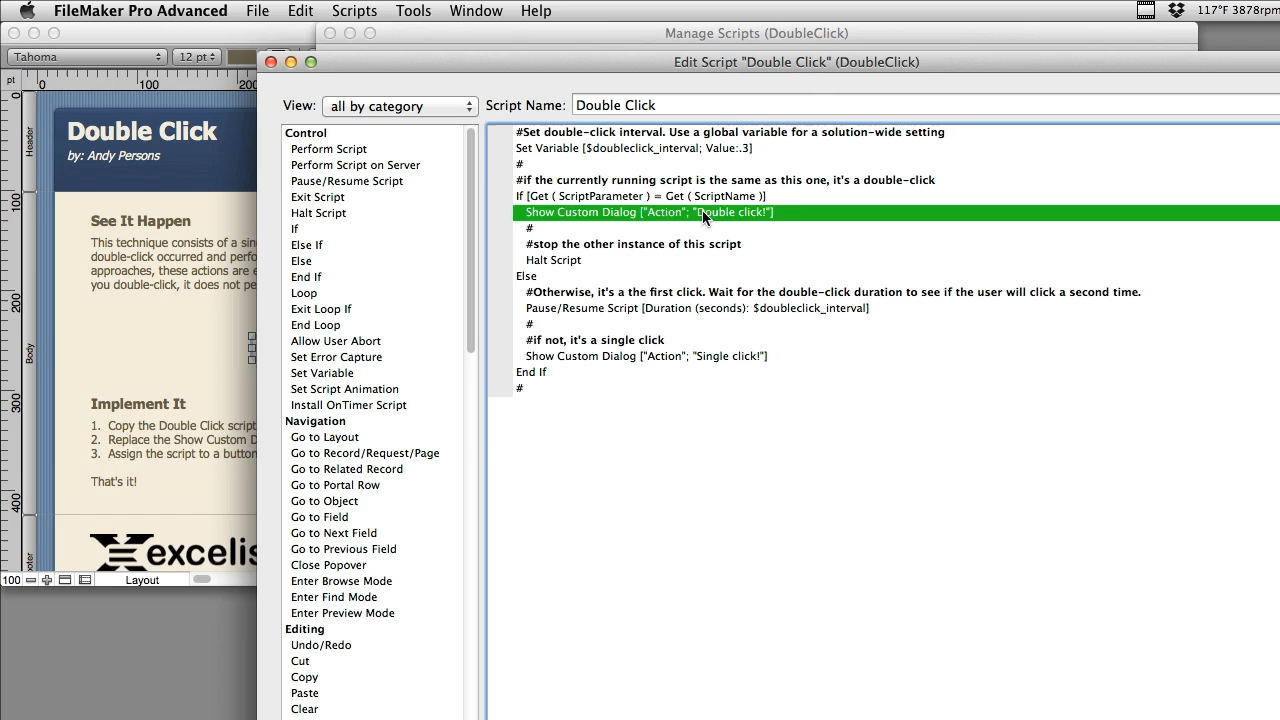 FileMaker Pro Advanced File Edit Scripts Tools Window Help 117°F 3878rpm
Manage Scripts (DoubleClick)
Tahoma 12 pt
Edit Script "Double Click" (DoubleClick)
pt 0 100 200
View: all by category Script Name: Double Click
0
100
200
300
400
Header
Body
Double Click
by: Andy Persons
See It Happen
This technique consists of a sin
double-click occurred and perfo
approaches, these actions are e
you double-click, it does not pe
Implement It
1. Copy the Double Click script
2. Replace the Show Custom D
3. Assign the script to a button
That's it!
excelis
100 Layout
Control
Perform Script
Perform Script on Server
Pause/Resume Script
Exit Script
Halt Script
If
Else If
Else
End If
Loop
Exit Loop If
End Loop
Allow User Abort
Set Error Capture
Set Variable
Set Script Animation
Install OnTimer Script
Navigation
Go to Layout
Go to Record/Request/Page
Go to Related Record
Go to Portal Row
Go to Object
Go to Field
Go to Next Field
Go to Previous Field
Close Popover
Enter Browse Mode
Enter Find Mode
Enter Preview Mode
Editing
Undo/Redo
Cut
Copy
Paste
Clear
#Set double-click interval. Use a global variable for a solution-wide setting
Set Variable [$doubleclick_interval; Value:.3]
#
#if the currently running script is the same as this one, it's a double-click
If [Get ( ScriptParameter ) = Get ( ScriptName )]
Show Custom Dialog ["Action"; "Double click!"]
#
#stop the other instance of this script
Halt Script
Else
#Otherwise, it's a the first click. Wait for the double-click duration to see if the user will click a second time.
Pause/Resume Script [Duration (seconds): $doubleclick_interval]
#
#if not, it's a single click
Show Custom Dialog ["Action"; "Single click!"]
End If
#